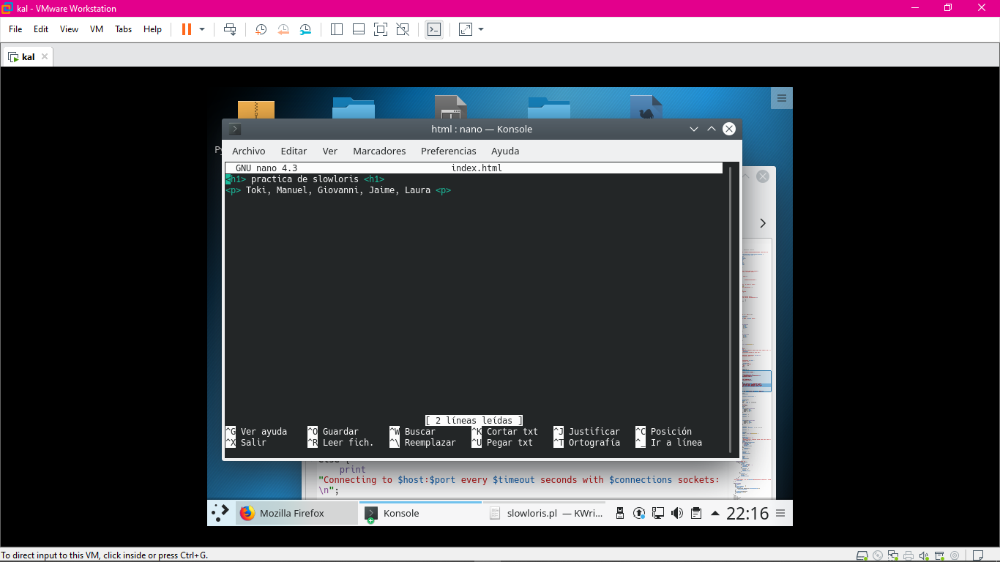 kal - VMware Workstation
File Edit View VM Tabs Help
kal
html : nano — Konsole
Archivo Editar Ver Marcadores Preferencias Ayuda
GNU nano 4.3 index.html
<h1> practica de slowloris <h1>
<p> Toki, Manuel, Giovanni, Jaime, Laura <p>
[ 2 líneas leídas ]
^G Ver ayuda ^O Guardar ^W Buscar ^K Cortar txt ^J Justificar ^C Posición
^X Salir ^R Leer fich. ^\ Reemplazar ^U Pegar txt ^T Ortografía ^_ Ir a línea
print
"Connecting to $host:$port every $timeout seconds with $connections sockets:
\n";
Mozilla Firefox Konsole slowloris.pl — KWri... 22:16
To direct input to this VM, click inside or press Ctrl+G.